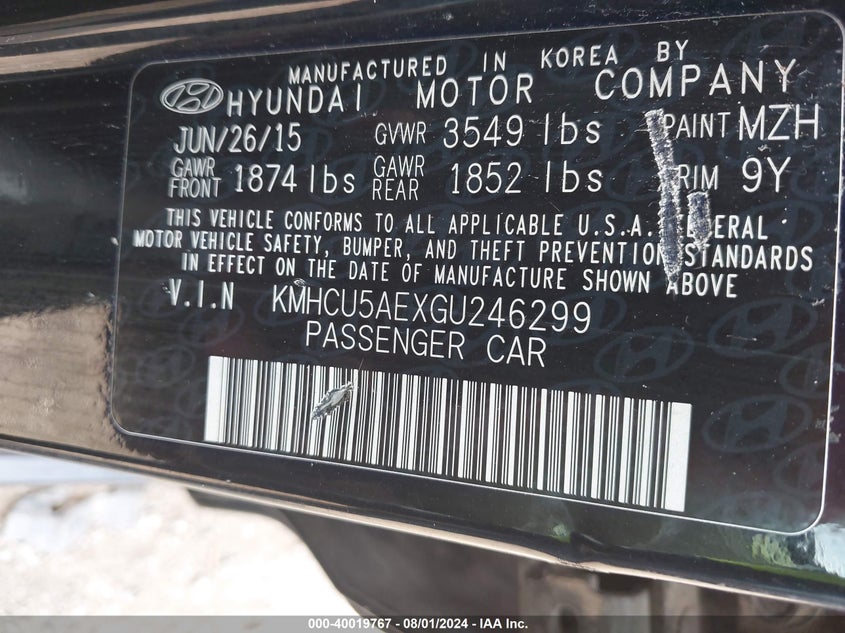 MANUFACTURED IN KOREA BY
HYUNDAI MOTOR COMPANY
JUN/26/15 GVWR 3549 lbs PAINT MZH
GAWR FRONT 1874 lbs GAWR REAR 1852 lbs RIM 9Y
THIS VEHICLE CONFORMS TO ALL APPLICABLE U.S.A. FEDERAL
MOTOR VEHICLE SAFETY, BUMPER, AND THEFT PREVENTION STANDARDS
IN EFFECT ON THE DATE OF MANUFACTURE SHOWN ABOVE
V.I.N KMHCU5AEXGU246299
PASSENGER CAR
000-40019767 - 08/01/2024 - IAA Inc.